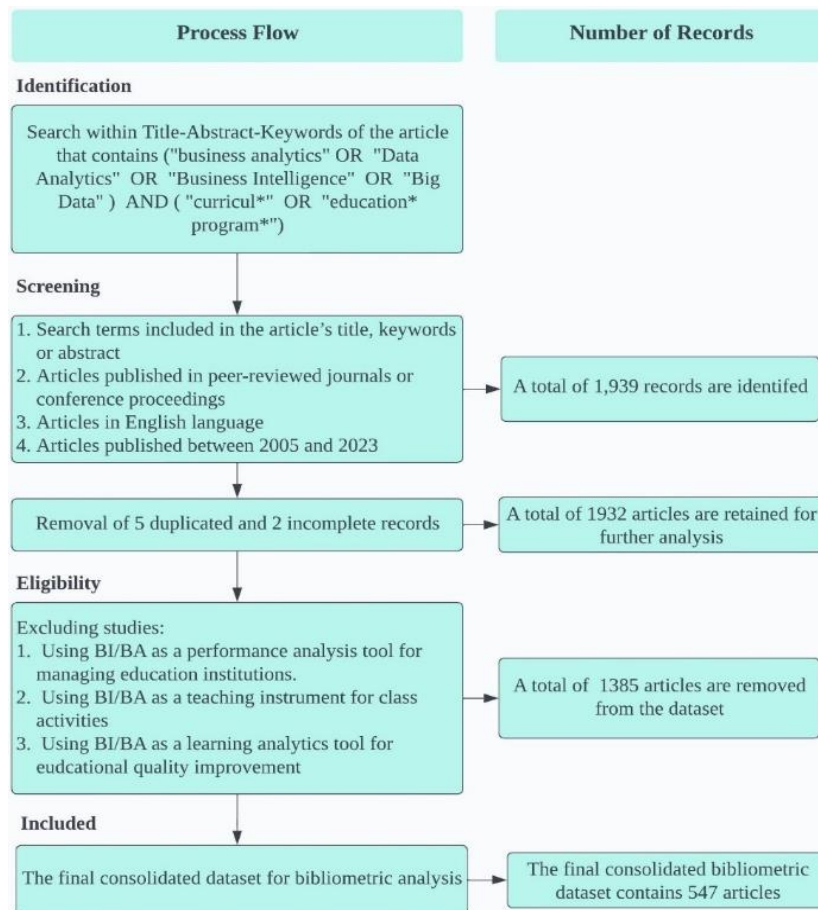 Process Flow
Number of Records
Identification
Search within Title-Abstract-Keywords of the article
that contains ("business analytics" OR "Data
Analytics" OR "Business Intelligence" OR "Big
Data" ) AND ( "curricul*" OR "education*
program*")
Screening
1. Search terms included in the article's title, keywords
or abstract
2. Articles published in peer-reviewed journals or
conference proceedings
3. Articles in English language
4. Articles published between 2005 and 2023
A total of 1,939 records are identifed
Removal of 5 duplicated and 2 incomplete records
A total of 1932 articles are retained for
further analysis
Eligibility
Excluding studies:
1. Using BI/BA as a performance analysis tool for
managing education institutions.
2. Using BI/BA as a teaching instrument for class
activities
3. Using BI/BA as a learning analytics tool for
eudcational quality improvement
A total of 1385 articles are removed
from the dataset
Included
The final consolidated dataset for bibliometric analysis
The final consolidated bibliometric
dataset contains 547 articles